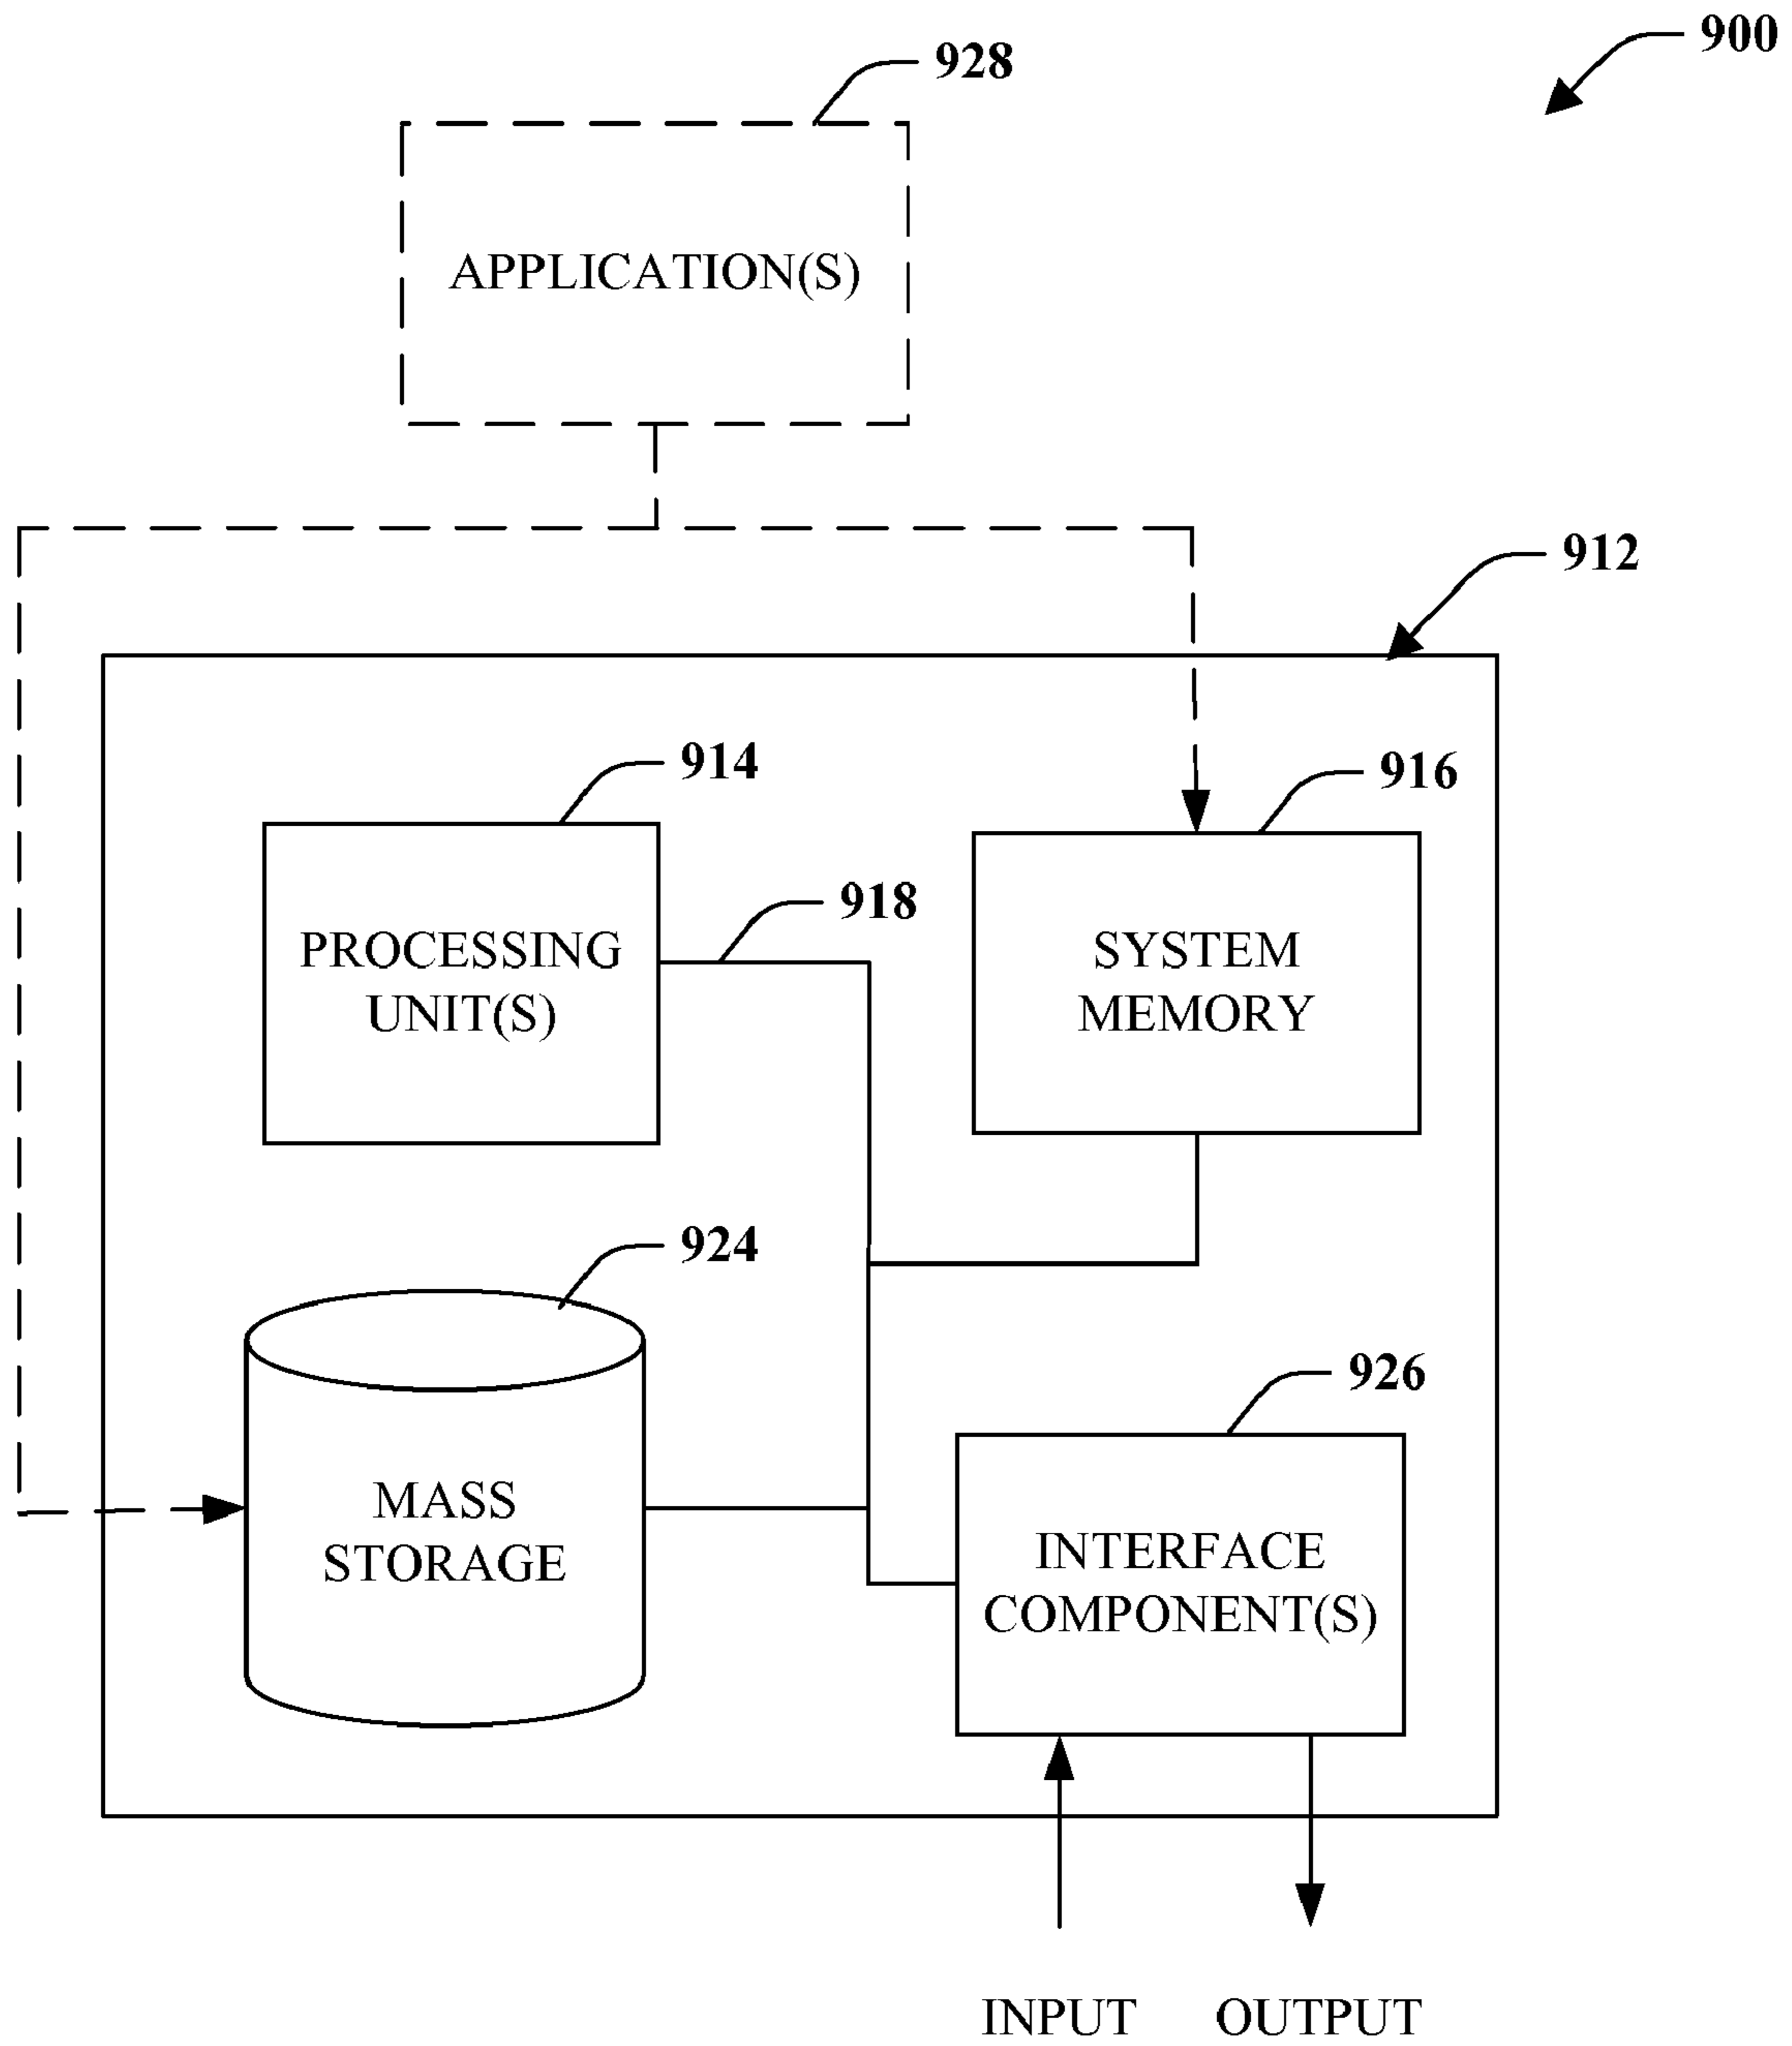 900
928
APPLICATION(S)
912
914
916
918
PROCESSING
UNIT(S)
SYSTEM
MEMORY
924
926
MASS
STORAGE
INTERFACE
COMPONENT(S)
INPUT
OUTPUT